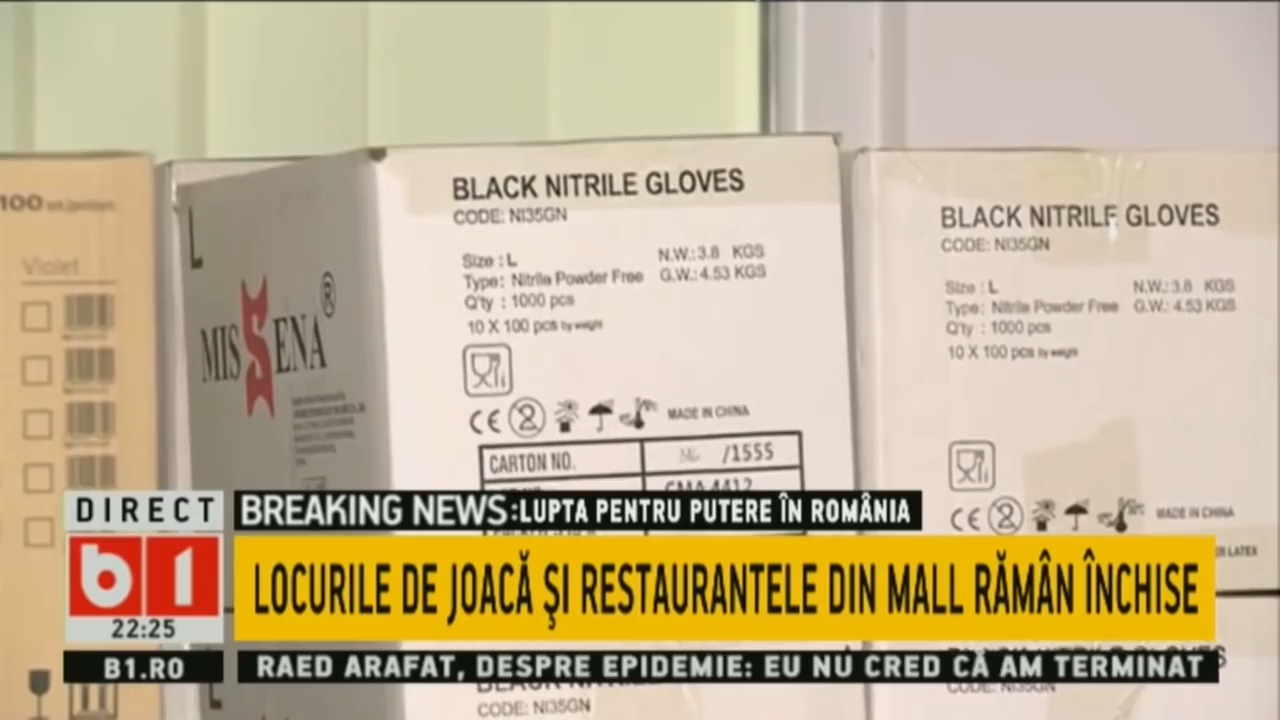 100
Violet
L
MISSENA®
BLACK NITRILE GLOVES
CODE: NI35GN
Size : L
N.W.: 3.8 KGS
Type: Nitrile Powder Free
G.W.: 4.53 KGS
Q'ty : 1000 pcs
10 X 100 pcs by weight
CE
2
MADE IN CHINA
CARTON NO.
/1555
BLACK NITRILE GLOVES
CODE: NI35GN
Size : L
N.W.: 3.8 KGS
Type: Nitrile Powder Free
G.W.: 4.53 KGS
Q'ty : 1000 pcs
10 X 100 pcs by weight
CE
2
MADE IN CHINA
LATEX
DIRECT
BREAKING NEWS: LUPTA PENTRU PUTERE ÎN ROMÂNIA
b1
LOCURILE DE JOACĂ ŞI RESTAURANTELE DIN MALL RĂMÂN ÎNCHISE
22:25
B1.RO
RAED ARAFAT, DESPRE EPIDEMIE: EU NU CRED CĂ AM TERMINAT
CODE: NI35GN
CODE: NI35GN